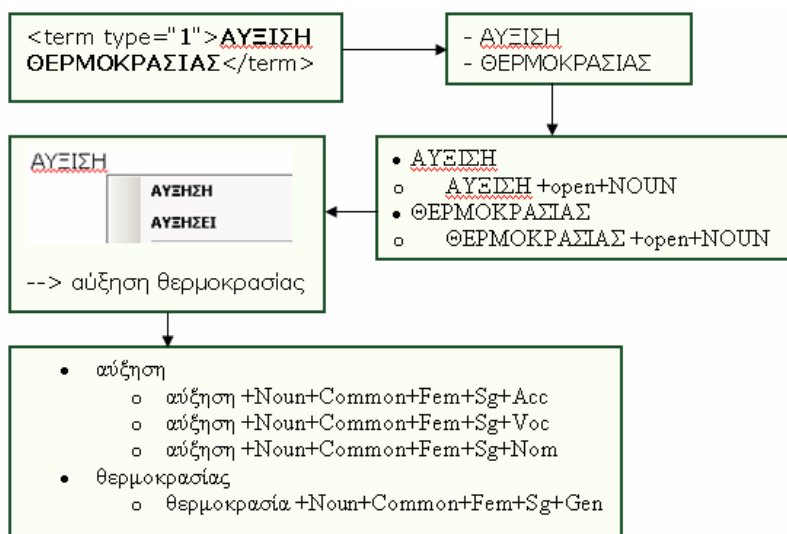 <term type="1">ΑΥΞΙΣΗ
ΘΕΡΜΟΚΡΑΣΙΑΣ</term>
- ΑΥΞΙΣΗ
- ΘΕΡΜΟΚΡΑΣΙΑΣ
• ΑΥΞΙΣΗ
o ΑΥΞΙΣΗ +open+NOUN
• ΘΕΡΜΟΚΡΑΣΙΑΣ
o ΘΕΡΜΟΚΡΑΣΙΑΣ +open+NOUN
ΑΥΞΙΣΗ
ΑΥΞΗΣΗ
ΑΥΞΗΣΕΙ
--> αύξηση θερμοκρασίας
• αύξηση
o αύξηση +Noun+Common+Fem+Sg+Acc
o αύξηση +Noun+Common+Fem+Sg+Voc
o αύξηση +Noun+Common+Fem+Sg+Nom
• θερμοκρασίας
o θερμοκρασία +Noun+Common+Fem+Sg+Gen